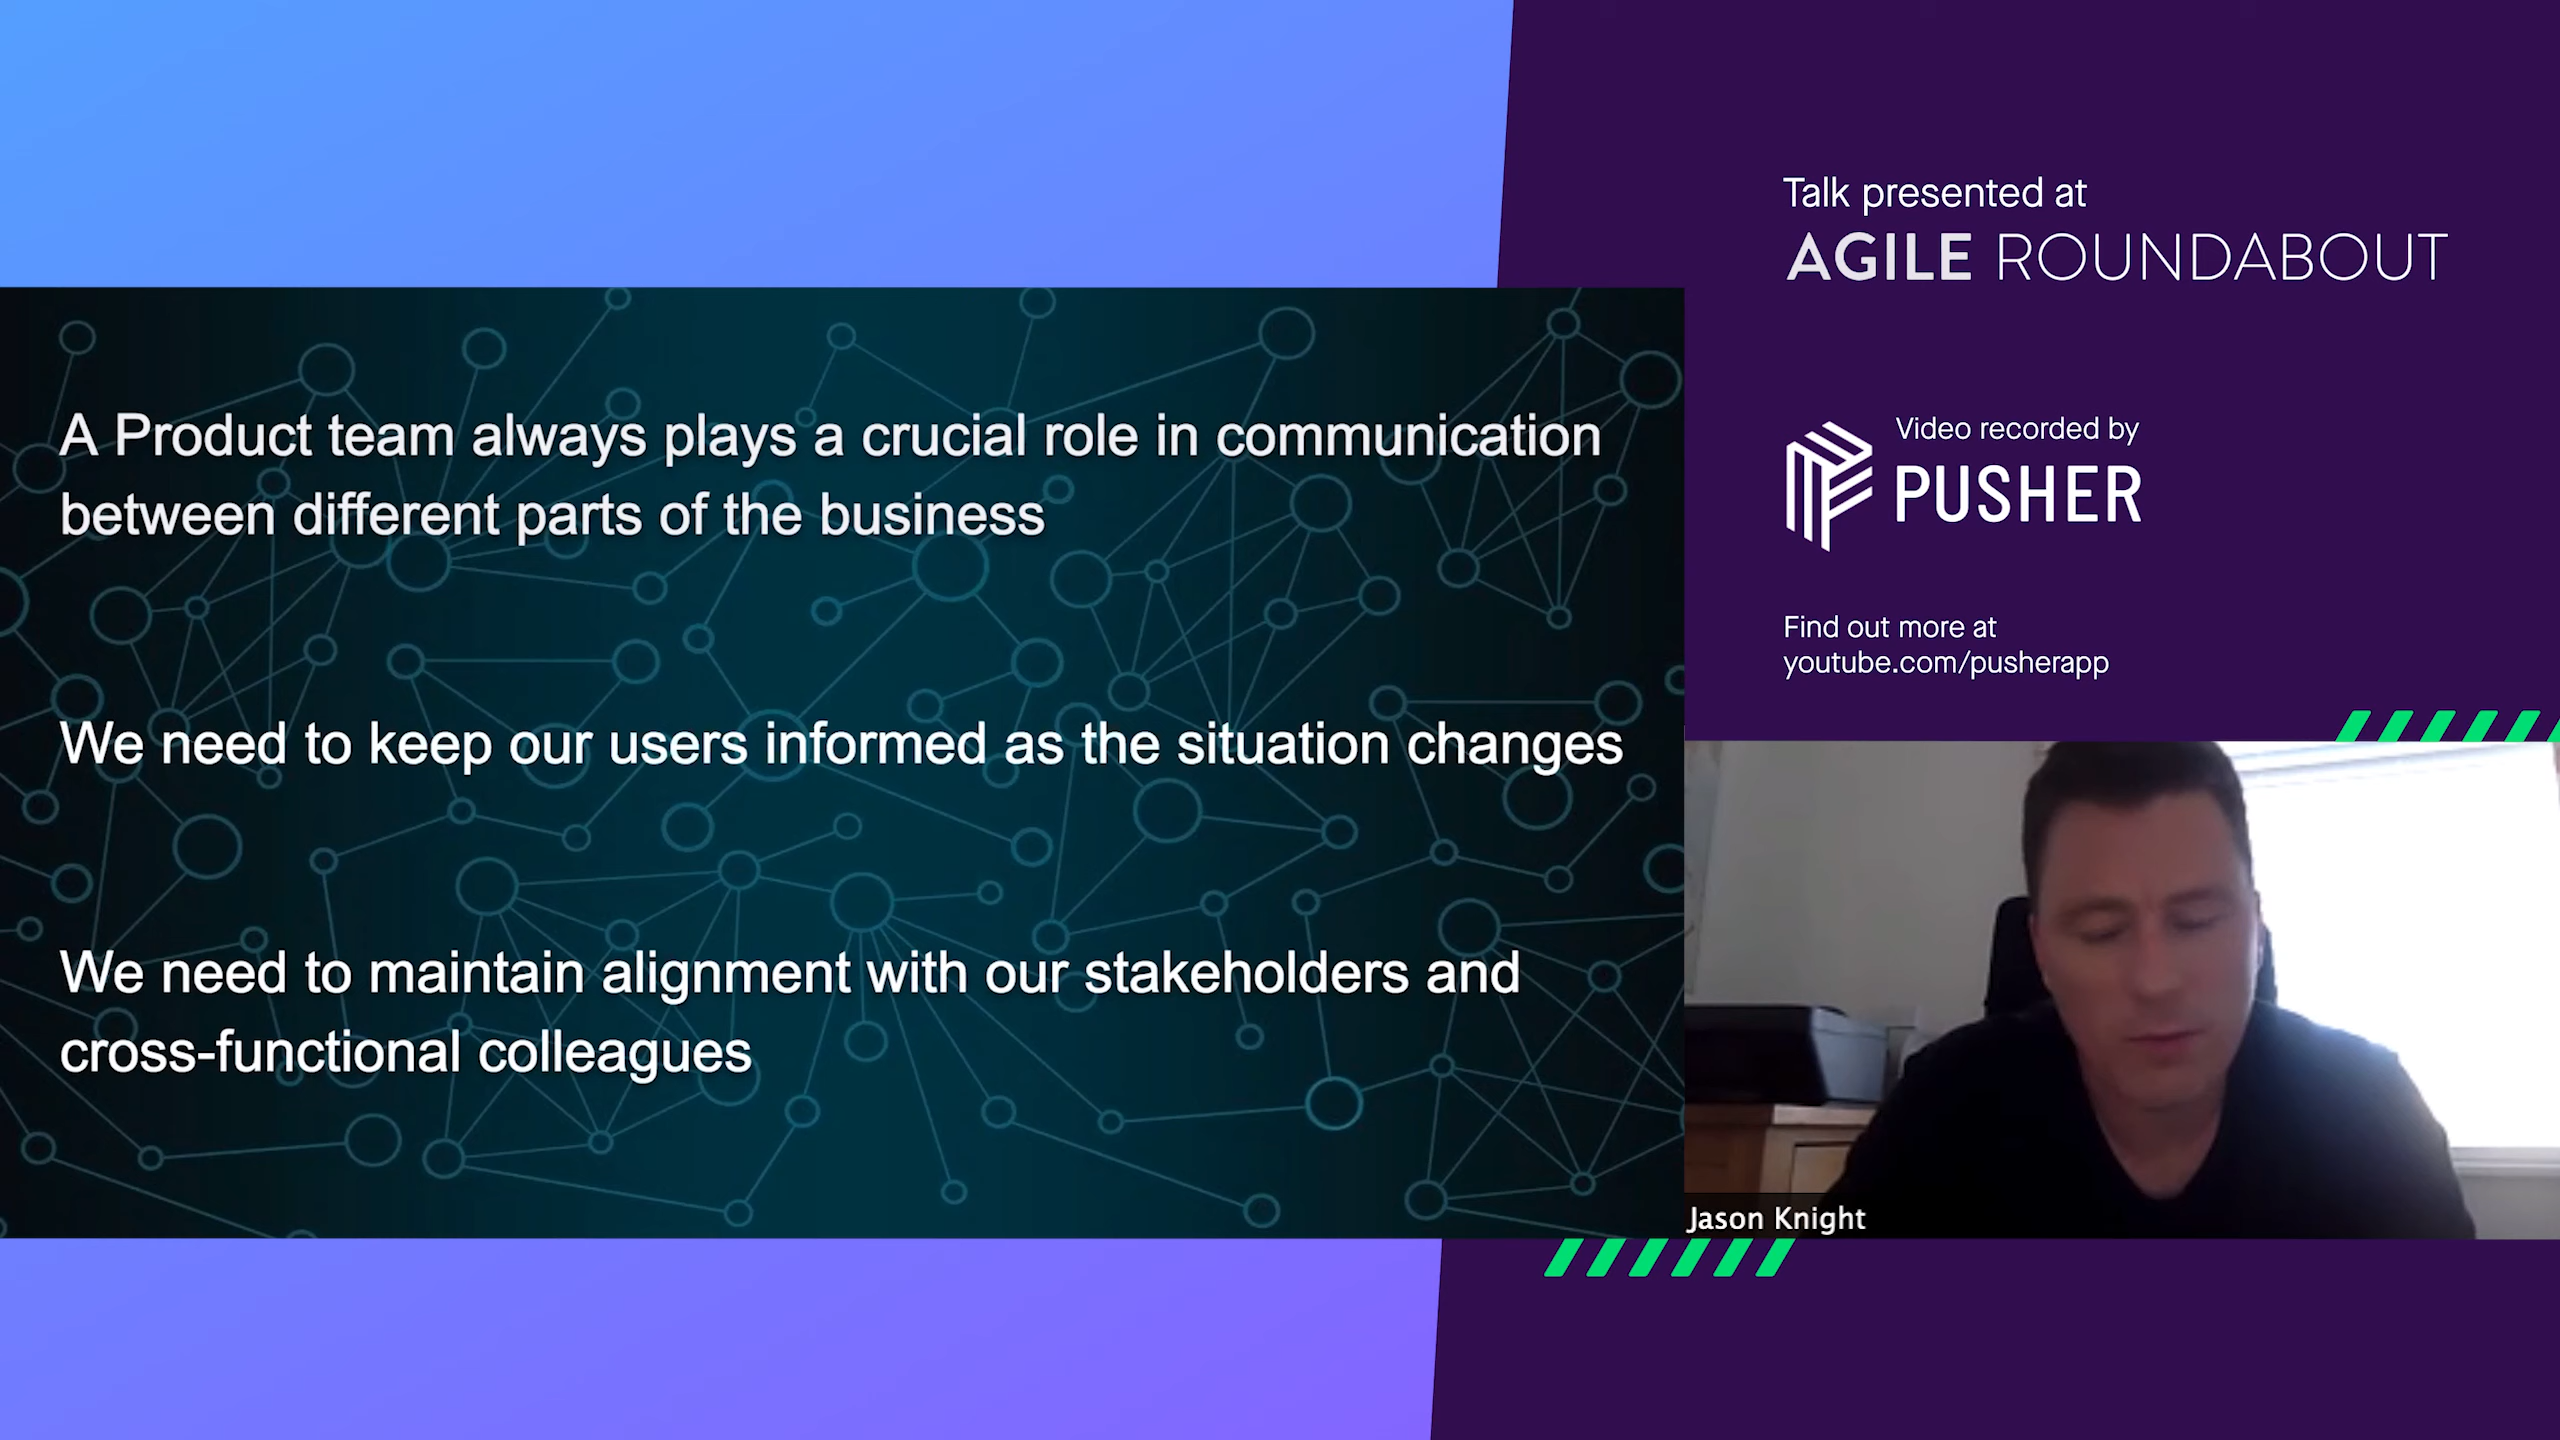 A Product team always plays a crucial role in communication
between different parts of the business
We need to keep our users informed as the situation changes
We need to maintain alignment with our stakeholders and
cross-functional colleagues
Talk presented at
AGILE ROUNDABOUT
Video recorded by
PUSHER
Find out more at
youtube.com/pusherapp
Jason Knight